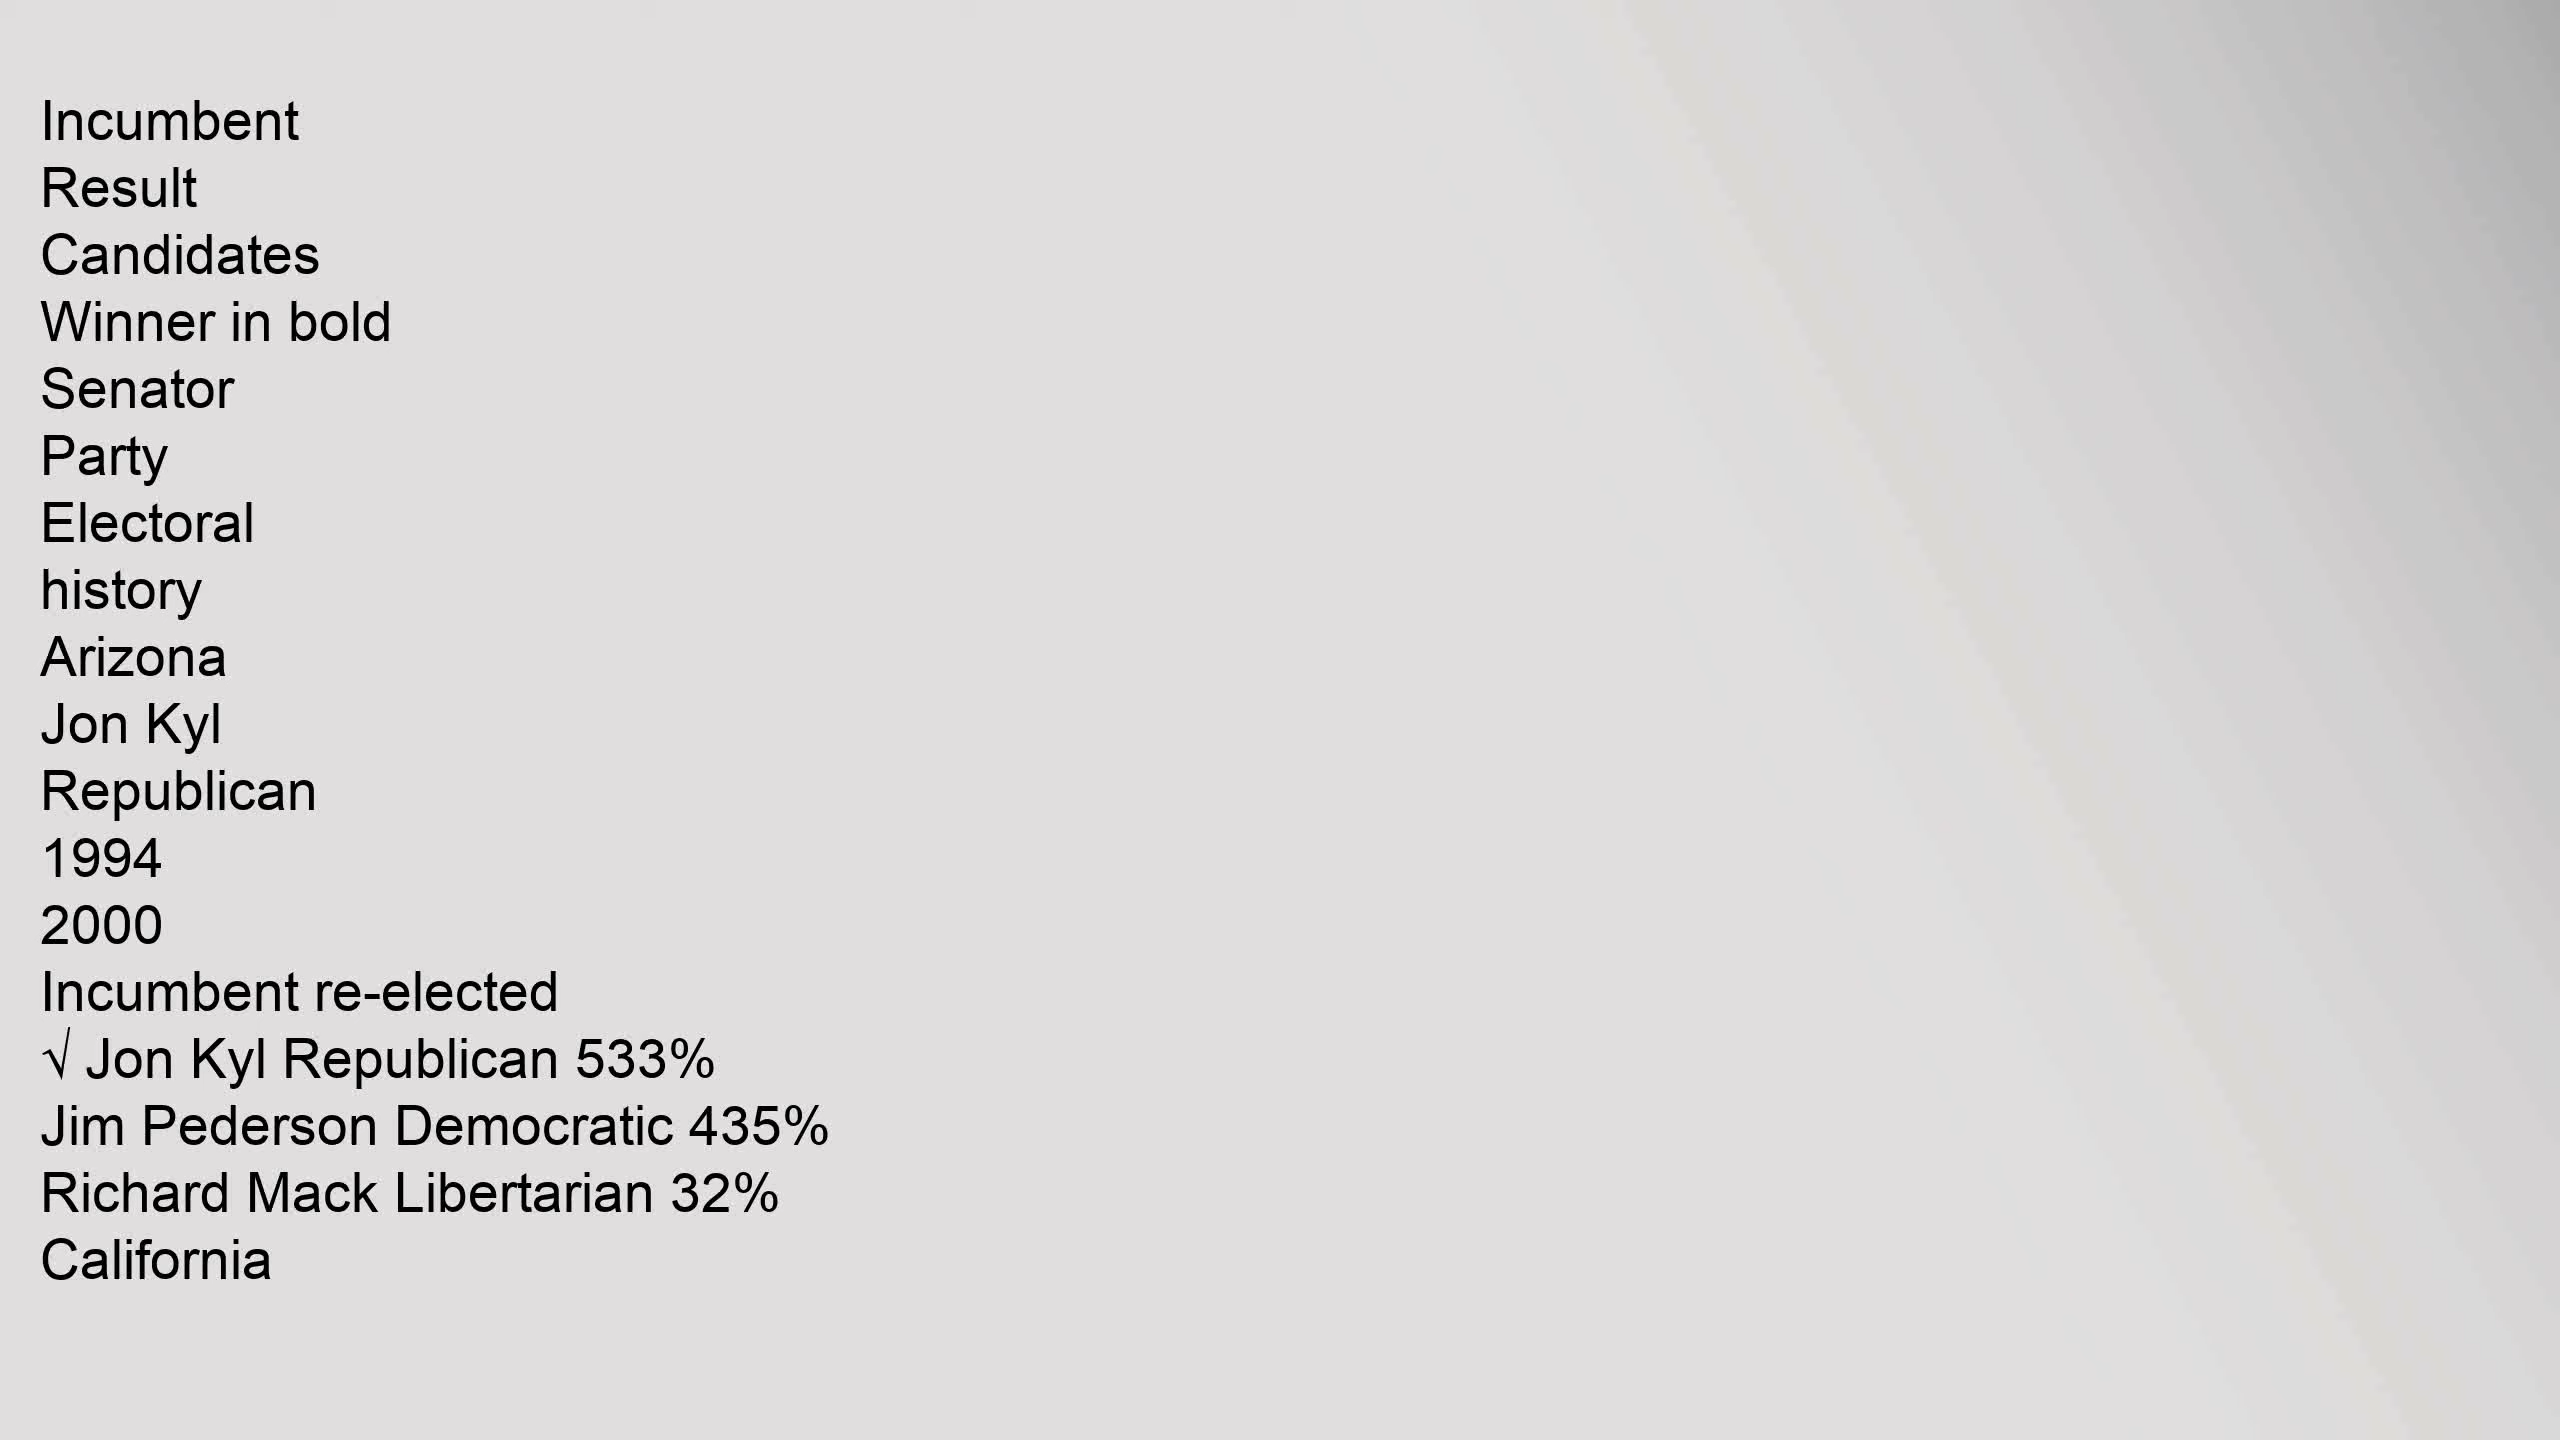 Incumbent
Result
Candidates
Winner in bold
Senator
Party
Electoral
history
Arizona
Jon Kyl
Republican
1994
2000
Incumbent re-elected
√ Jon Kyl Republican 533%
Jim Pederson Democratic 435%
Richard Mack Libertarian 32%
California